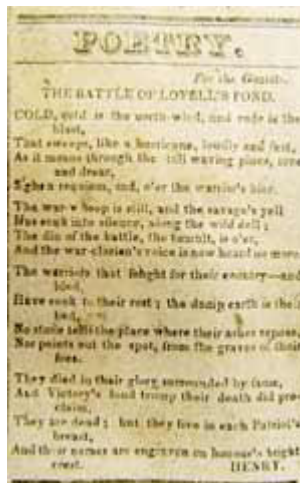 POETRY.
For the Gazette.
THE BATTLE OF LOVELL'S POND.
COLD, cold is the north wind, and rude is the
blast,
That sweeps, like a hurricane, loudly and fast,
As it moans through the tall waving pines, lone
and drear,
Sighs a requiem, sad, o'er the warrior's bier.
The war-whoop is still, and the savage's yell
Has sunk into silence, along the wild dell;
The din of the battle, the tumult, is o'er,
And the war-clarion's voice is now heard no more.
The warriors that fought for their country—and
bled,
Have sunk to their rest; the damp earth is their
bed,
No stone tells the place where their ashes repose,
Nor points out the spot, from the graves of their
foes.
They died in their glory surrounded by fame,
And Victory's loud trump their death did pro-
claim,
They are dead; but they live in each Patriot's
breast,
And their names are engraven on honour's bright
crest. HENRY.